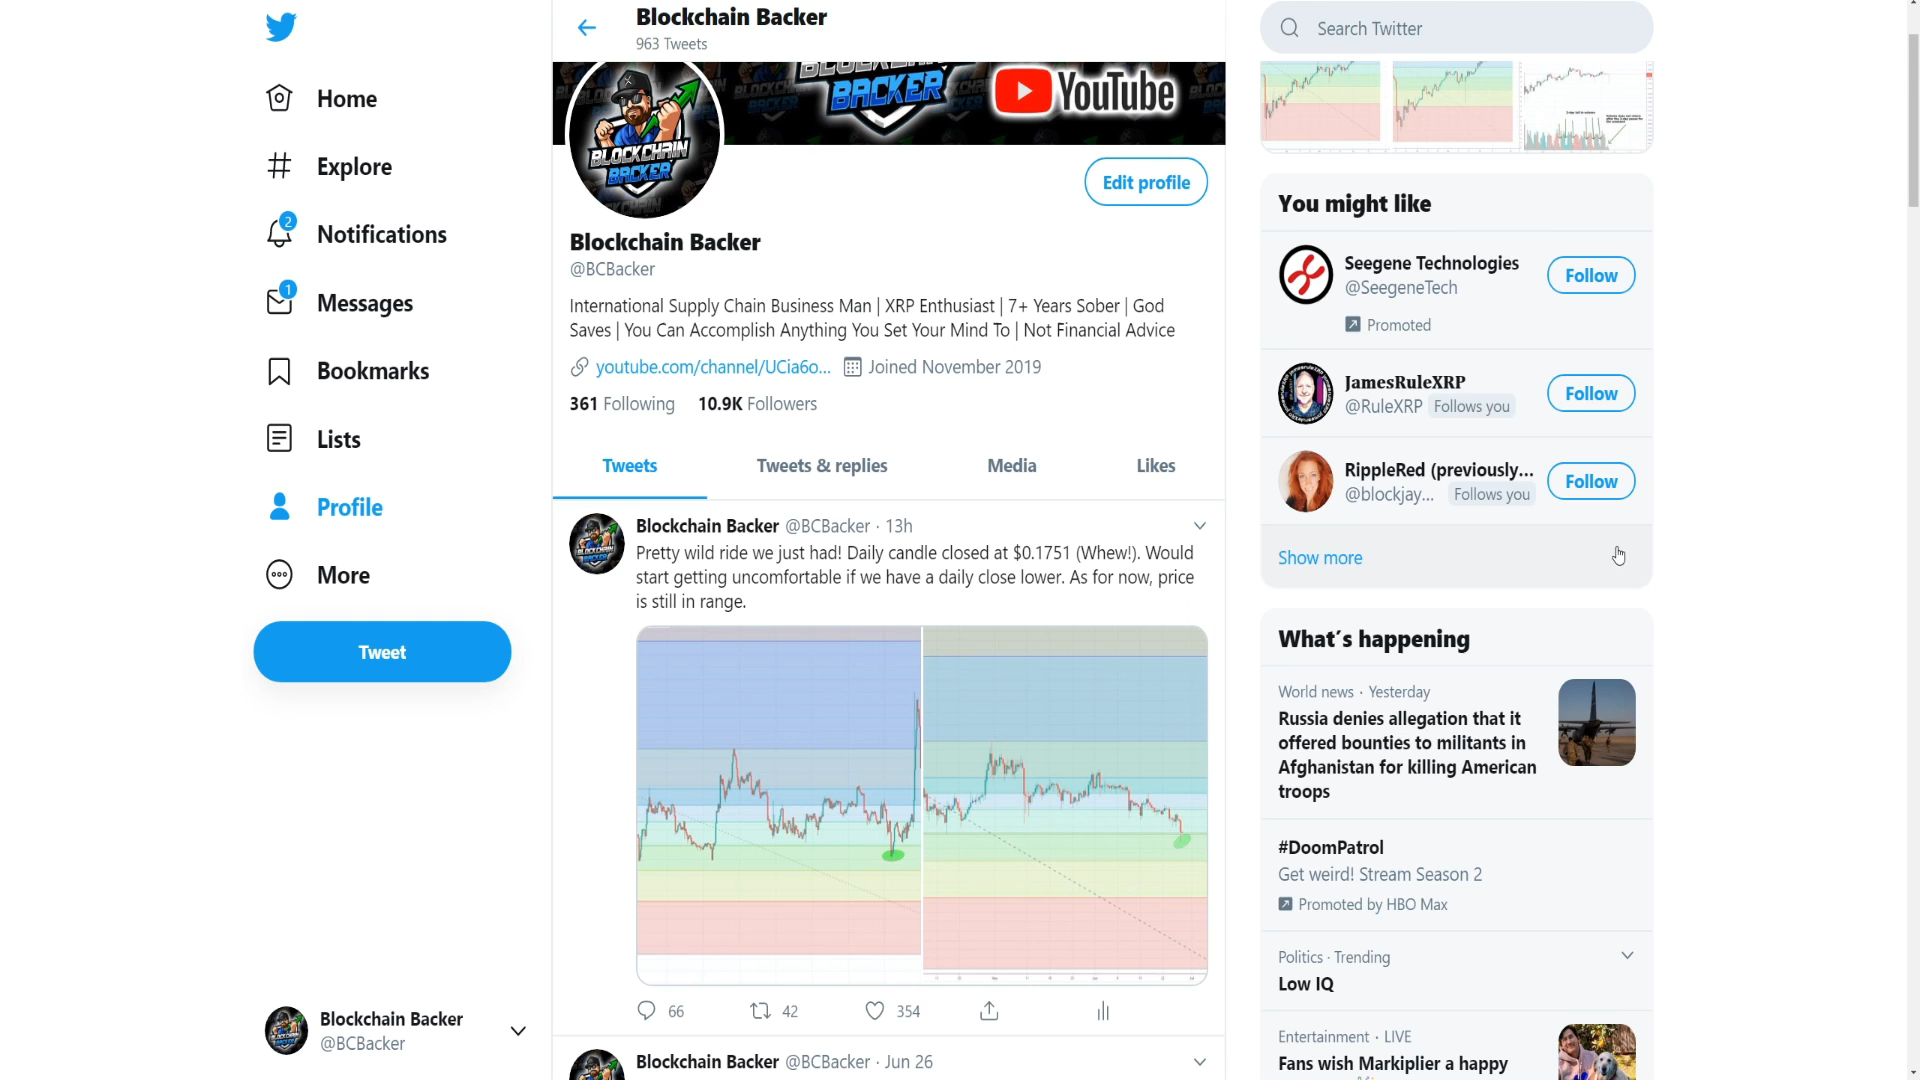 Home
Explore
2
Notifications
1
Messages
Bookmarks
Lists
Profile
More
Tweet
Blockchain Backer
@BCBacker
Blockchain Backer
963 Tweets
BLOCKCHAIN
BACKER
YouTube
BLOCKCHAIN
BACKER
Edit profile
Blockchain Backer
@BCBacker
International Supply Chain Business Man | XRP Enthusiast | 7+ Years Sober | God
Saves | You Can Accomplish Anything You Set Your Mind To | Not Financial Advice
youtube.com/channel/UCia6o... Joined November 2019
361 Following 10.9K Followers
Tweets Tweets & replies Media Likes
Blockchain Backer @BCBacker · 13h
Pretty wild ride we just had! Daily candle closed at $0.1751 (Whew!). Would
start getting uncomfortable if we have a daily close lower. As for now, price
is still in range.
66 42 354
Blockchain Backer @BCBacker · Jun 26
Search Twitter
You might like
Seegene Technologies
@SeegeneTech
Follow
Promoted
JamesRuleXRP
@RuleXRP Follows you
Follow
RippleRed (previously...
@blockjay... Follows you
Follow
Show more
What's happening
World news · Yesterday
Russia denies allegation that it
offered bounties to militants in
Afghanistan for killing American
troops
#DoomPatrol
Get weird! Stream Season 2
Promoted by HBO Max
Politics · Trending
Low IQ
Entertainment · LIVE
Fans wish Markiplier a happy